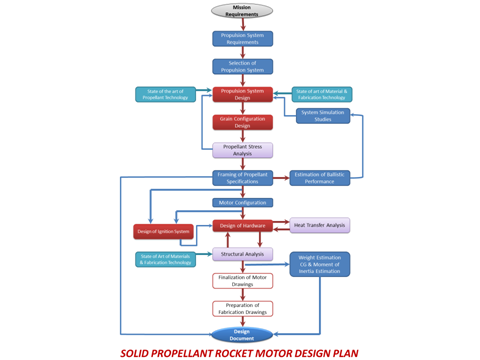 Mission
Requirements
Propulsion System
Requirements
Selection of
Propulsion System
State of the art of
Propellant Technology
Propulsion System
Design
State of art of Material &
Fabrication Technology
System Simulation
Studies
Grain Configuration
Design
Propellant Stress
Analysis
Framing of Propellant
Specifications
Estimation of Ballistic
Performance
Motor Configuration
Design of Ignition System
Design of Hardware
Heat Transfer Analysis
State of Art of Materials
& Fabrication Technology
Structural Analysis
Weight Estimation
CG & Moment of
Inertia Estimation
Finalization of Motor
Drawings
Preparation of
Fabrication Drawings
Design
Document
SOLID PROPELLANT ROCKET MOTOR DESIGN PLAN